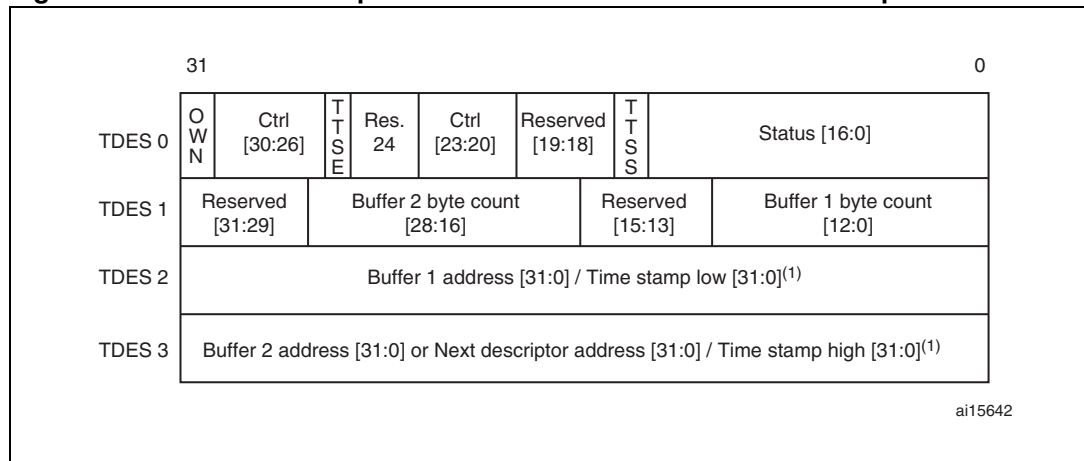 31 0
TDES 0 OWN Ctrl [30:26] TTSE Res. 24 Ctrl [23:20] Reserved [19:18] TTSS Status [16:0]
TDES 1 Reserved [31:29] Buffer 2 byte count [28:16] Reserved [15:13] Buffer 1 byte count [12:0]
TDES 2 Buffer 1 address [31:0] / Time stamp low [31:0](1)
TDES 3 Buffer 2 address [31:0] or Next descriptor address [31:0] / Time stamp high [31:0](1)
ai15642